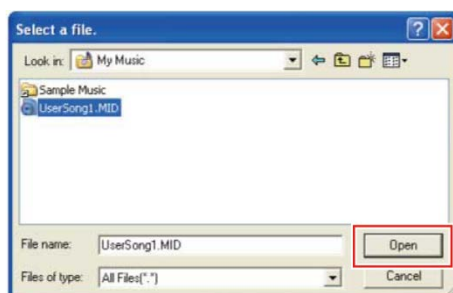 Select a file.
Look in: My Music
Sample Music
UserSong1.MID
File name: UserSong1.MID Open
Files of type: All Files(*.*) Cancel